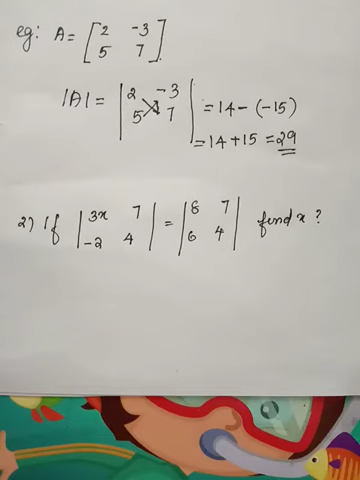 eg: A = [2 -3
5 7]
|A| = |2 -3
5 7| = 14 - (-15)
= 14 + 15 = 29
2) If |3x 7
-2 4| = |8 7
6 4| find x ?